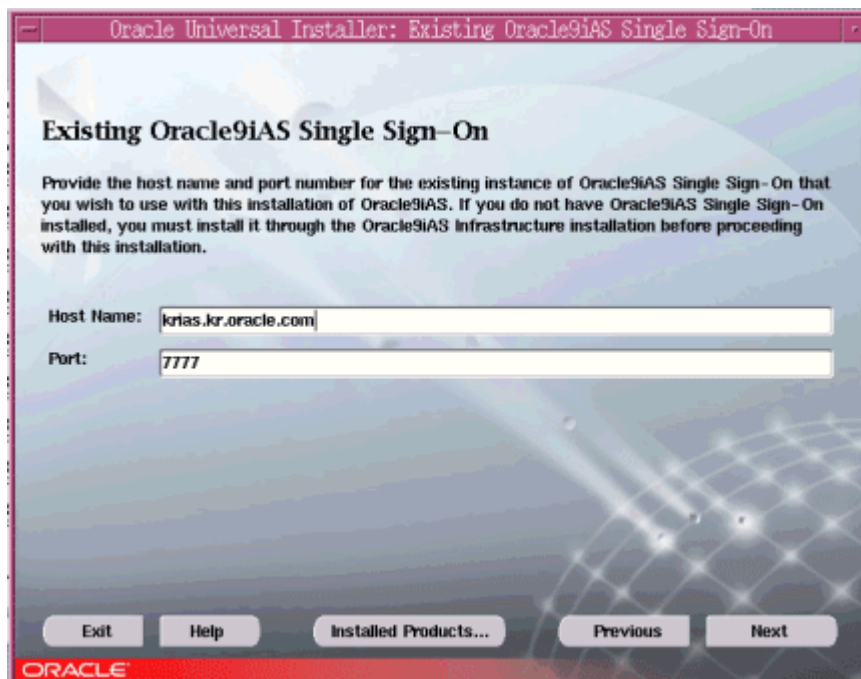 Oracle Universal Installer: Existing Oracle9iAS Single Sign-On
Existing Oracle9iAS Single Sign-On
Provide the host name and port number for the existing instance of Oracle9iAS Single Sign-On that
you wish to use with this installation of Oracle9iAS. If you do not have Oracle9iAS Single Sign-On
installed, you must install it through the Oracle9iAS Infrastructure installation before proceeding
with this installation.
Host Name: krias.kr.oracle.com
Port: 7777
Exit Help Installed Products... Previous Next
ORACLE